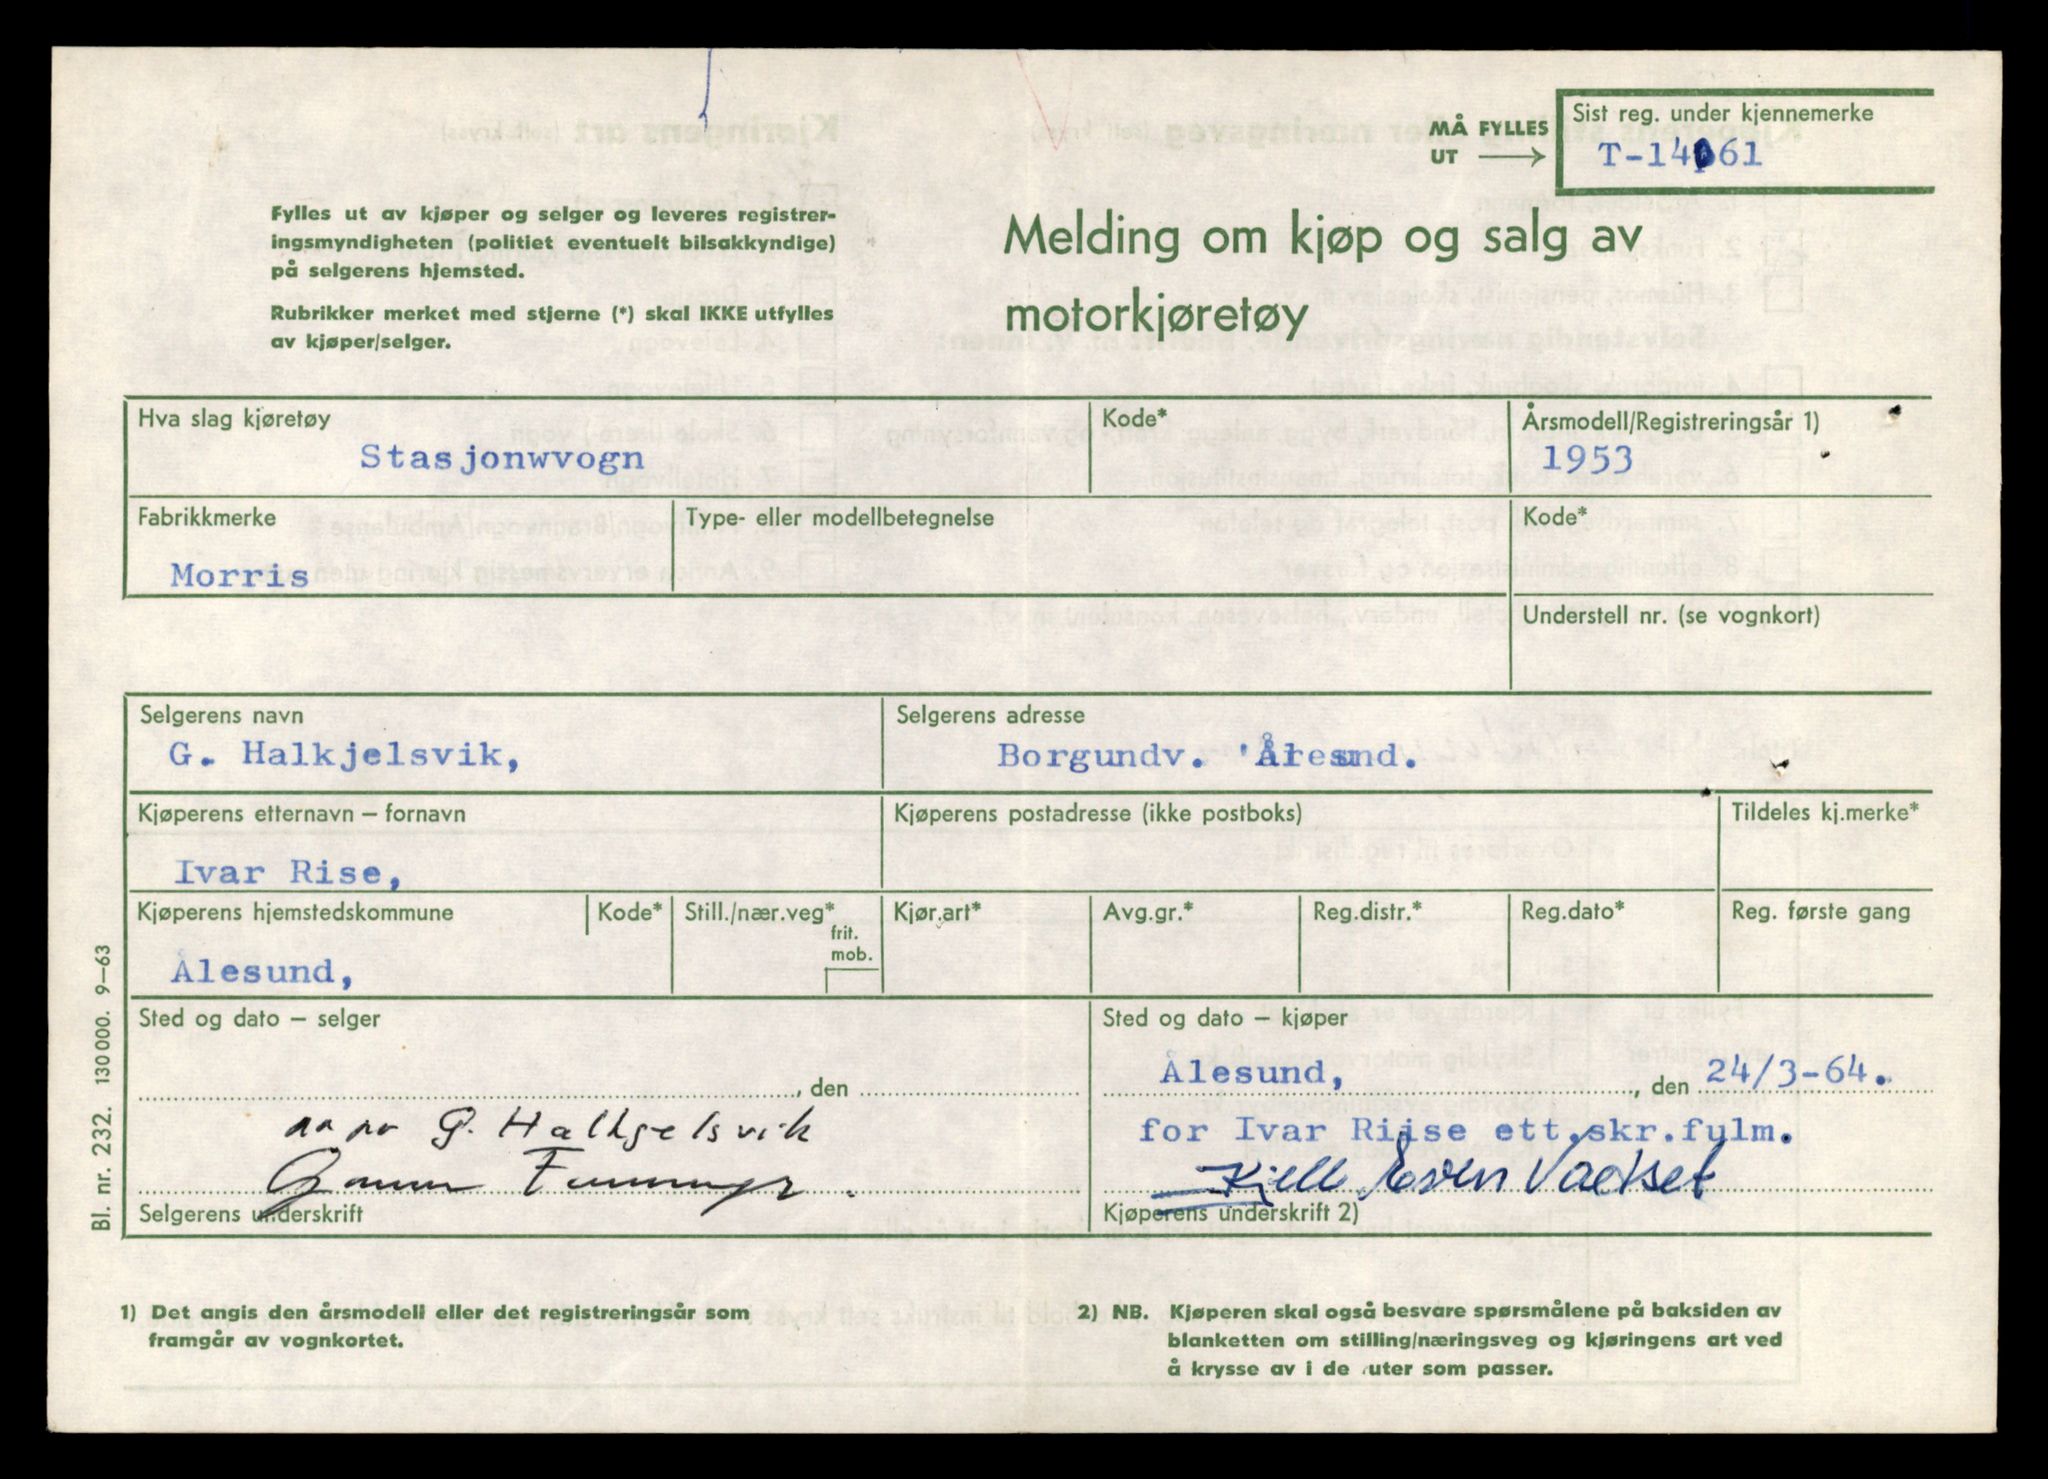 MÅ FYLLES
UT
Sist reg. under kjennemerke
T-14061
Fylles ut av kjøper og selger og leveres registrer-
ingsmyndigheten (politiet eventuelt bilsakkyndige)
på selgerens hjemsted.
Rubrikker merket med stjerne (*) skal IKKE utfylles
av kjøper/selger.
Melding om kjøp og salg av
motorkjøretøy
Hva slag kjøretøy
Kode*
Årsmodell/Registreringsår 1)
Stasjonwvogn
1953
Fabrikkmerke
Type- eller modellbetegnelse
Kode*
Morris
Understell nr. (se vognkort)
Selgerens navn
Selgerens adresse
G. Halkjelsvik,
Borgundv. Ålesund.
Kjøperens etternavn – fornavn
Kjøperens postadresse (ikke postboks)
Tildeles kj.merke*
Ivar Rise,
Kjøperens hjemstedskommune
Kode*
Still./nær.veg*
frit.
mob.
Kjør.art*
Avg.gr.*
Reg.distr.*
Reg.dato*
Reg. første gang
Ålesund,
Sted og dato – selger
Sted og dato – kjøper
, den
Ålesund, , den 24/3-64.
G. Halkjelsvik
for Ivar Riise ett.skr.fulm.
Kjell
Selgerens underskrift
Kjøperens underskrift 2)
Bl. nr. 232. 130 000. 9–63
1) Det angis den årsmodell eller det registreringsår som
framgår av vognkortet.
2) NB. Kjøperen skal også besvare spørsmålene på baksiden av
blanketten om stilling/næringsveg og kjøringens art ved
å krysse av i de ruter som passer.